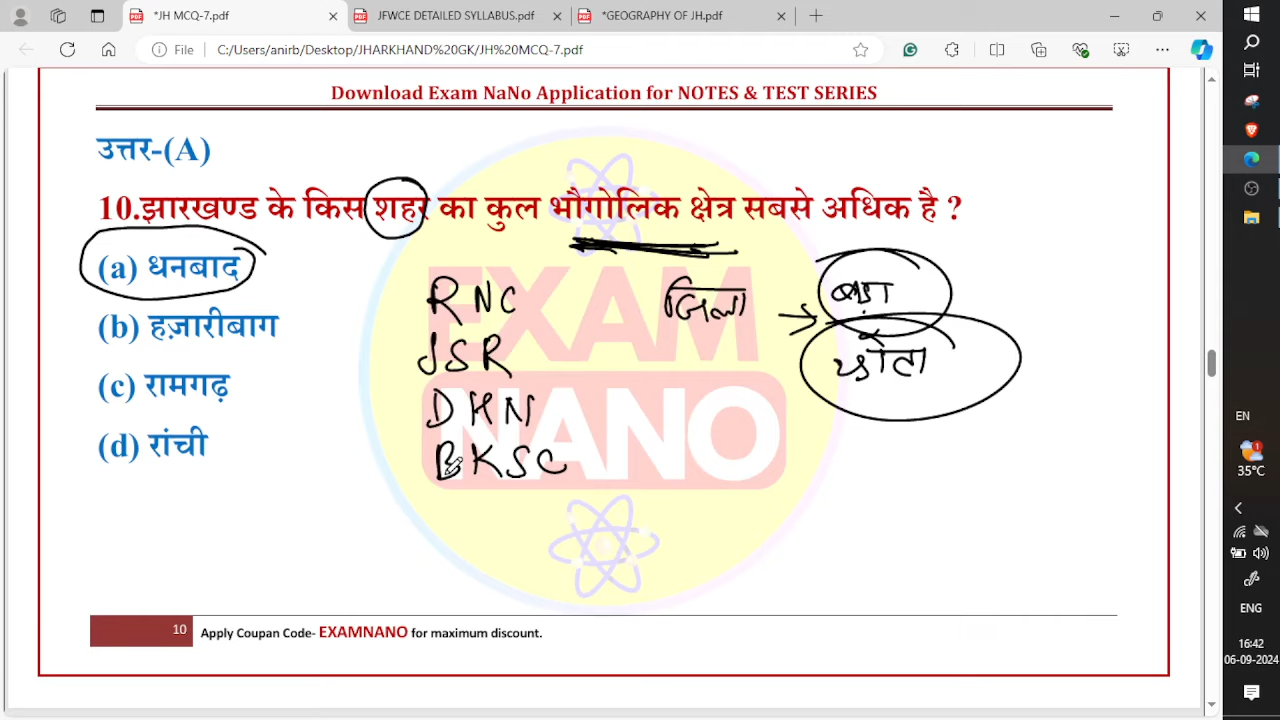 *JH MCQ-7.pdf
JFWCE DETAILED SYLLABUS.pdf
*GEOGRAPHY OF JH.pdf
File
C:/Users/anirb/Desktop/JHARKHAND%20GK/JH%20MCQ-7.pdf
Download Exam NaNo Application for NOTES & TEST SERIES
उत्तर-(A)
10.झारखण्ड के किस शहर का कुल भौगोलिक क्षेत्र सबसे अधिक है ?
(a) धनबाद
(b) हज़ारीबाग
(c) रामगढ़
(d) रांची
EXAM
NANO
RNC
JSR
DHN
BKSC
जिला
बड़ा
छोटा
10
Apply Coupan Code- EXAMNANO for maximum discount.
EN
1
35°C
ENG
16:42
06-09-2024